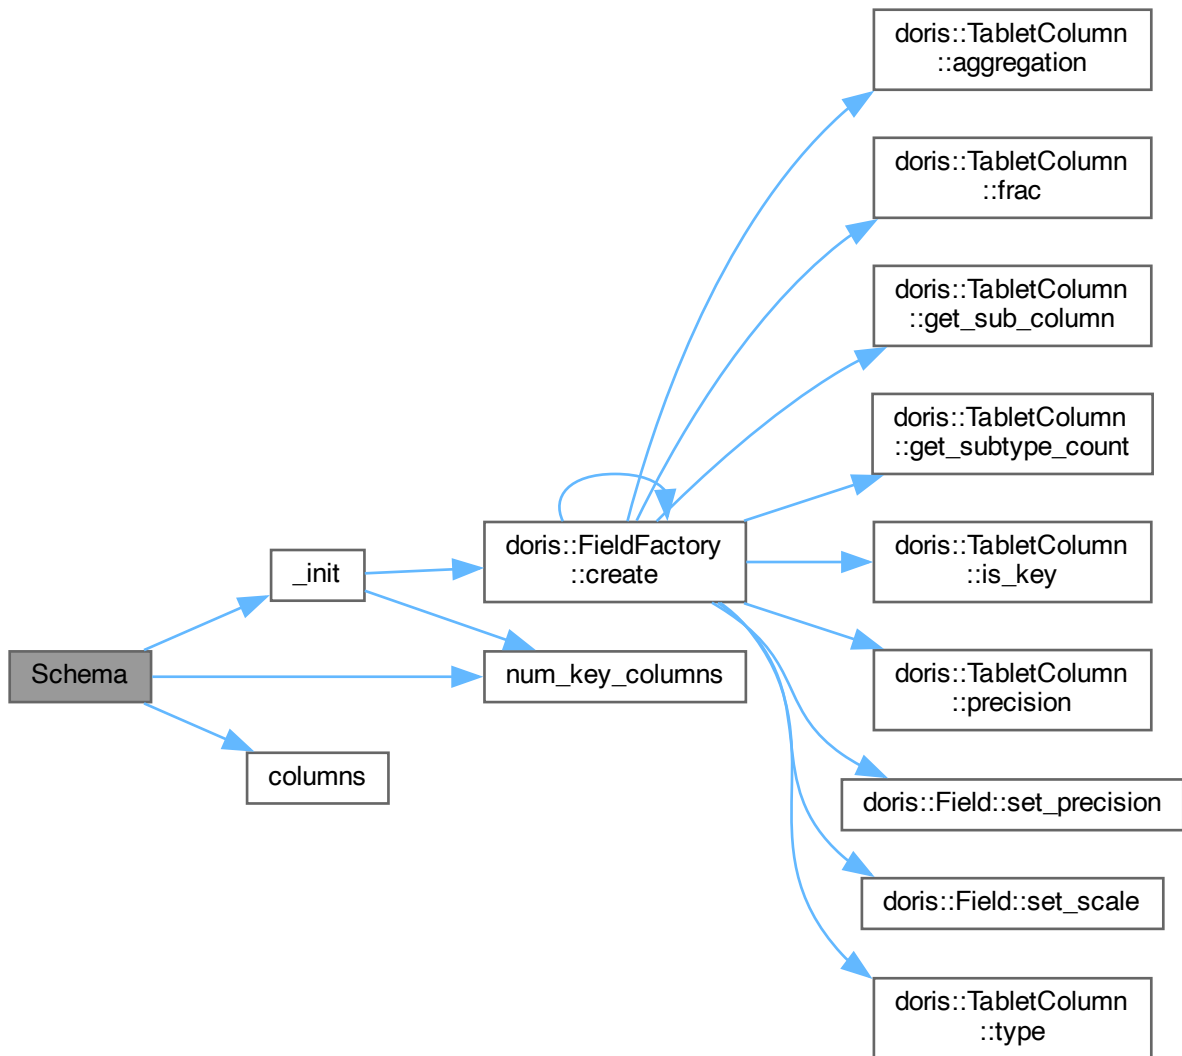 doris::TabletColumn
::aggregation
doris::TabletColumn
::frac
doris::TabletColumn
::get_sub_column
doris::TabletColumn
::get_subtype_count
doris::FieldFactory
::create
doris::TabletColumn
::is_key
_init
Schema
num_key_columns
doris::TabletColumn
::precision
columns
doris::Field::set_precision
doris::Field::set_scale
doris::TabletColumn
::type